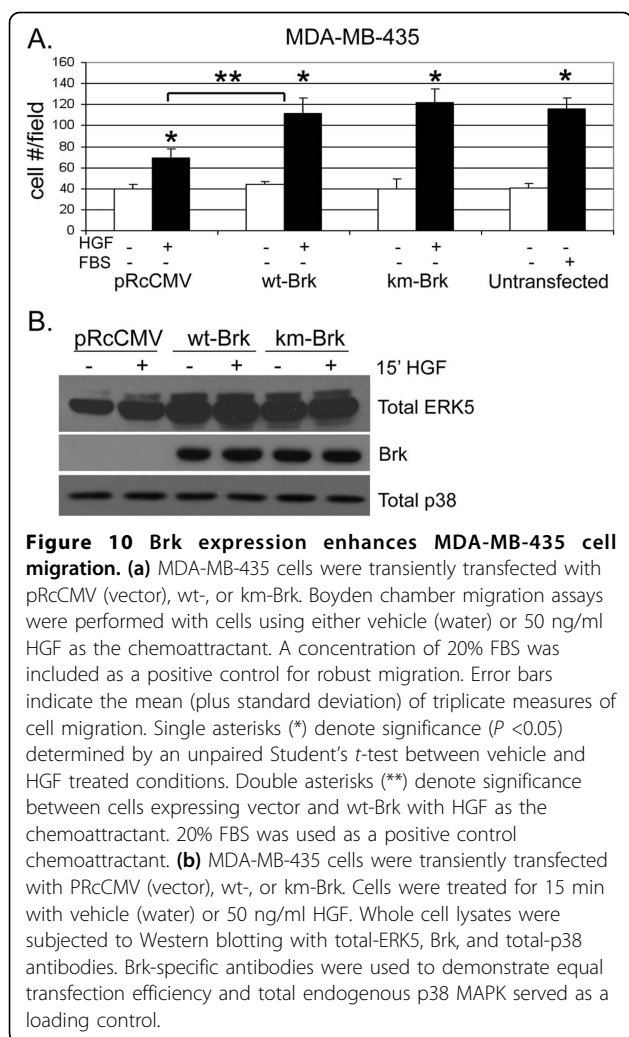 A.
MDA-MB-435
160
140
120
100
80
60
40
20
0
cell #/field
* ** * * *
HGF - + - + - + - -
FBS - - - - - - - +
pRcCMV wt-Brk km-Brk Untransfected
B.
pRcCMV wt-Brk km-Brk
- + - + - + 15' HGF
Total ERK5
Brk
Total p38
Figure 10 Brk expression enhances MDA-MB-435 cell
migration. (a) MDA-MB-435 cells were transiently transfected with
pRcCMV (vector), wt-, or km-Brk. Boyden chamber migration assays
were performed with cells using either vehicle (water) or 50 ng/ml
HGF as the chemoattractant. A concentration of 20% FBS was
included as a positive control for robust migration. Error bars
indicate the mean (plus standard deviation) of triplicate measures of
cell migration. Single asterisks (*) denote significance (P <0.05)
determined by an unpaired Student's t-test between vehicle and
HGF treated conditions. Double asterisks (**) denote significance
between cells expressing vector and wt-Brk with HGF as the
chemoattractant. 20% FBS was used as a positive control
chemoattractant. (b) MDA-MB-435 cells were transiently transfected
with PRcCMV (vector), wt-, or km-Brk. Cells were treated for 15 min
with vehicle (water) or 50 ng/ml HGF. Whole cell lysates were
subjected to Western blotting with total-ERK5, Brk, and total-p38
antibodies. Brk-specific antibodies were used to demonstrate equal
transfection efficiency and total endogenous p38 MAPK served as a
loading control.